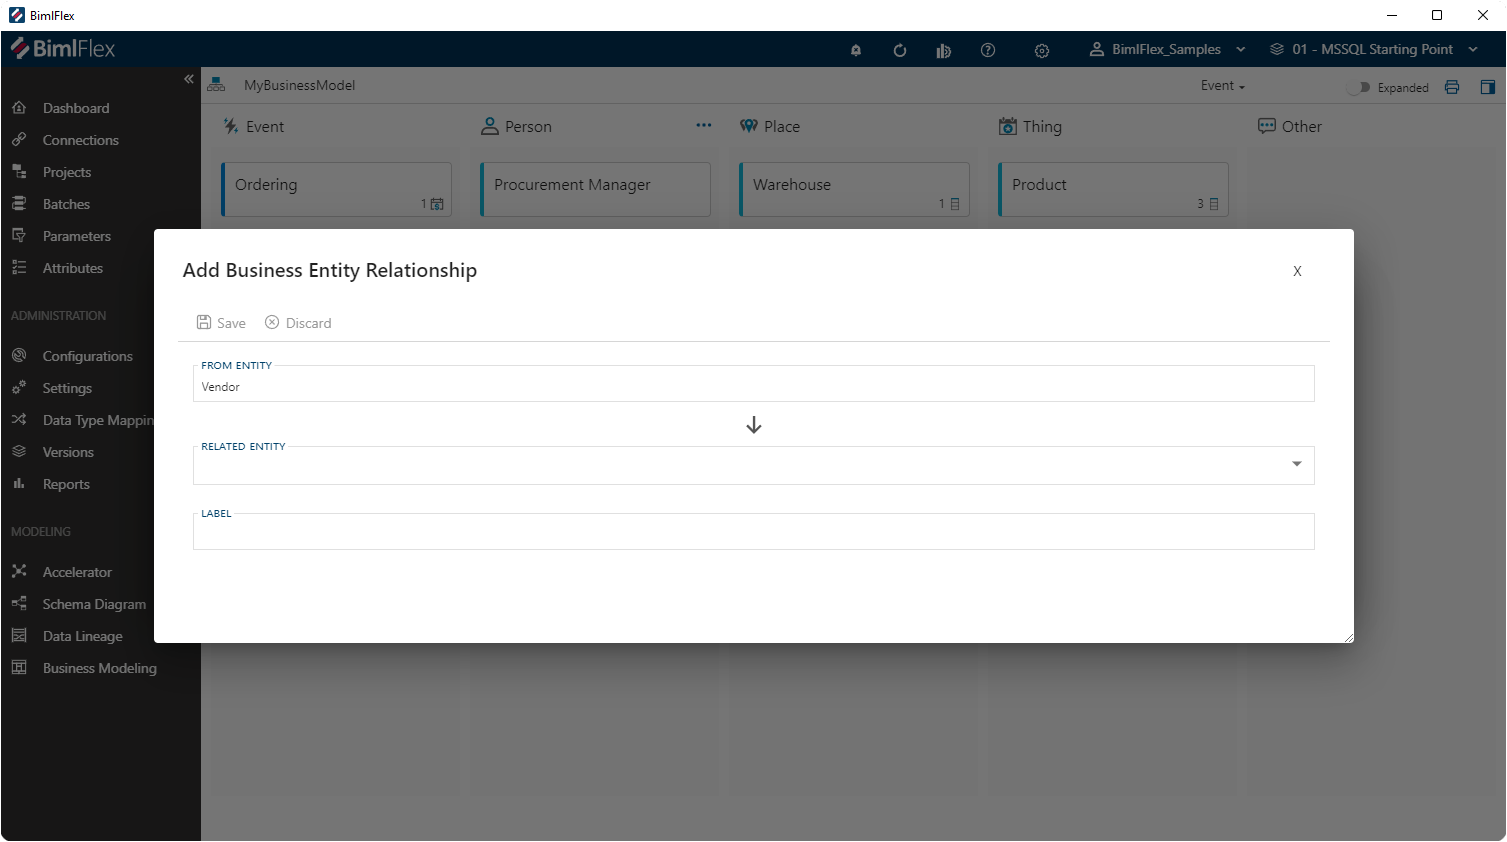 BimlFlex
BimlFlex
BimlFlex_Samples
01 - MSSQL Starting Point
MyBusinessModel
Event
Expanded
Dashboard
Connections
Projects
Batches
Parameters
Attributes
ADMINISTRATION
Configurations
Settings
Data Type Mappin
Versions
Reports
MODELING
Accelerator
Schema Diagram
Data Lineage
Business Modeling
Event
Person
Place
Thing
Other
Ordering
1
Procurement Manager
Warehouse
1
Product
3
Add Business Entity Relationship
X
Save
Discard
FROM ENTITY
Vendor
RELATED ENTITY
LABEL